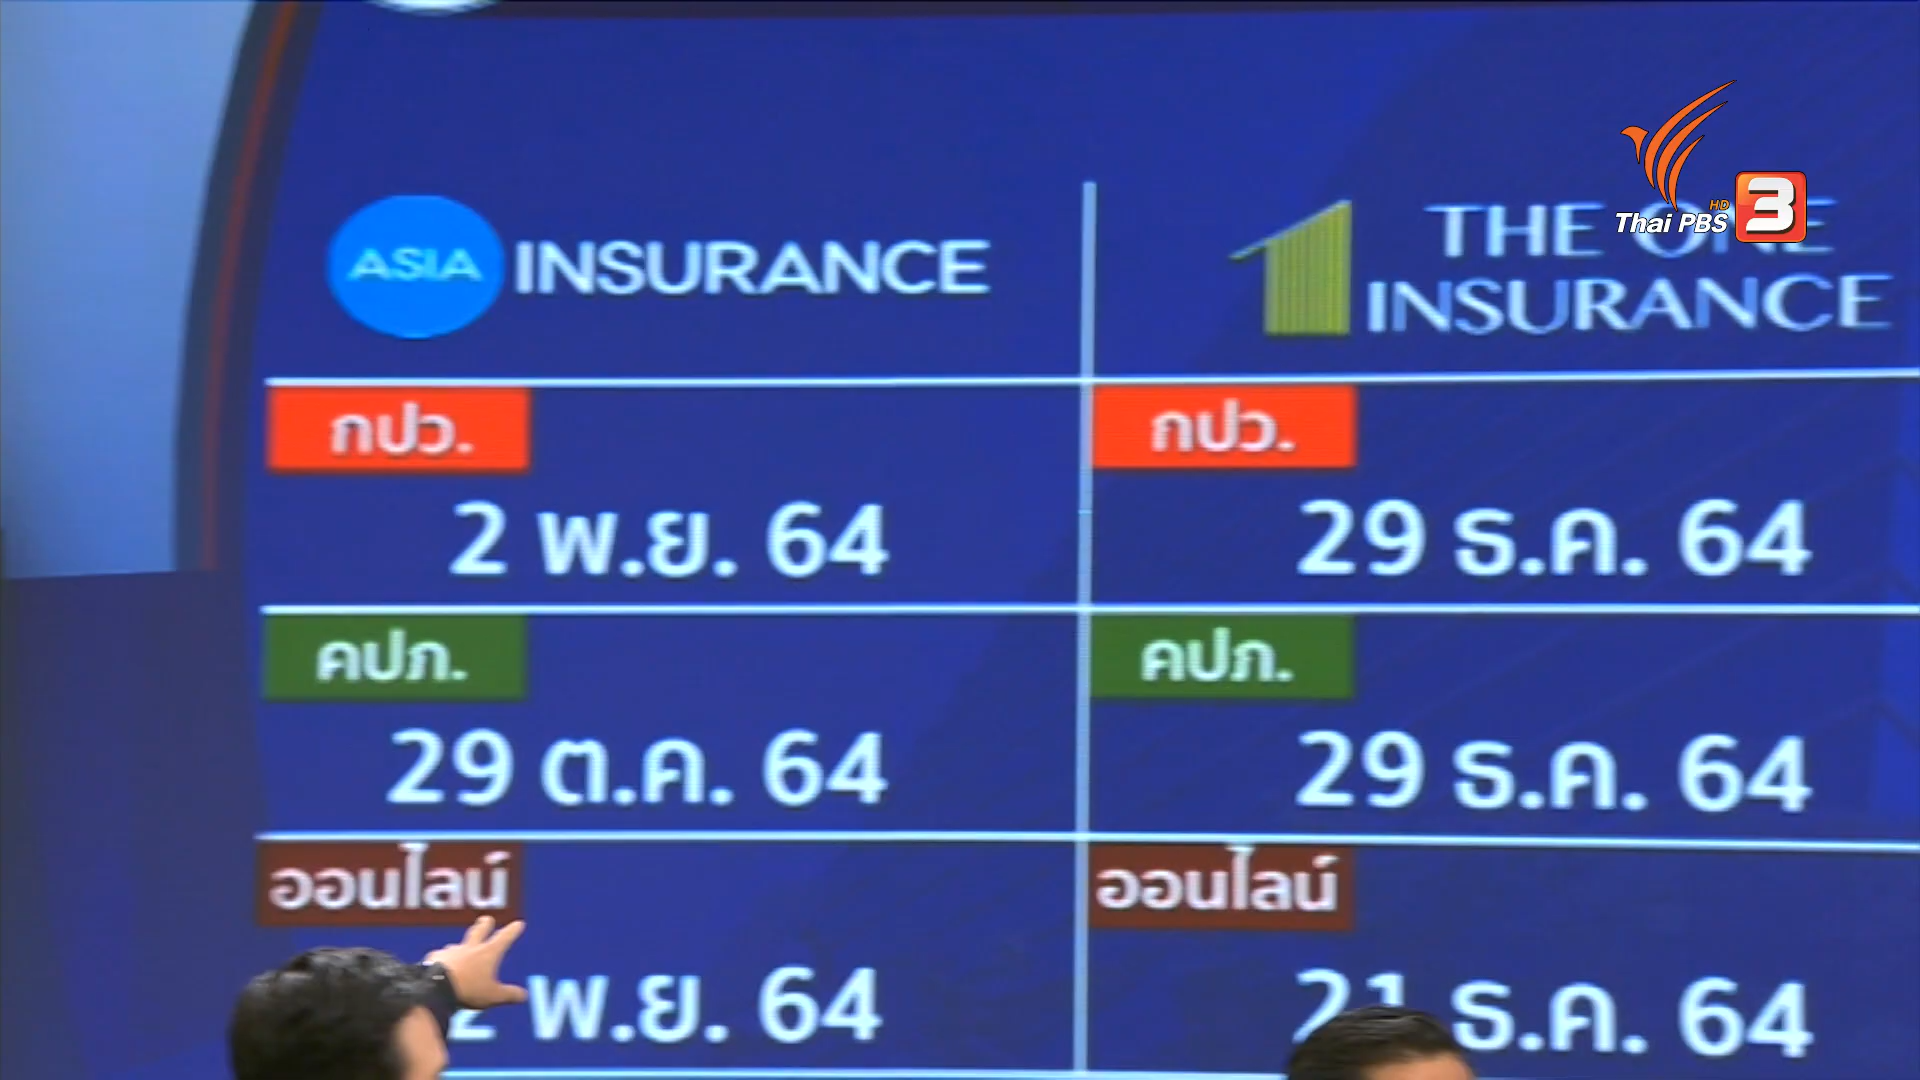 Thai PBS HD 3
ASIA INSURANCE
THE ONE
INSURANCE
กปว.
2 พ.ย. 64
กปว.
29 ธ.ค. 64
คปภ.
29 ต.ค. 64
คปภ.
29 ธ.ค. 64
ออนไลน์
2 พ.ย. 64
ออนไลน์
21 ธ.ค. 64